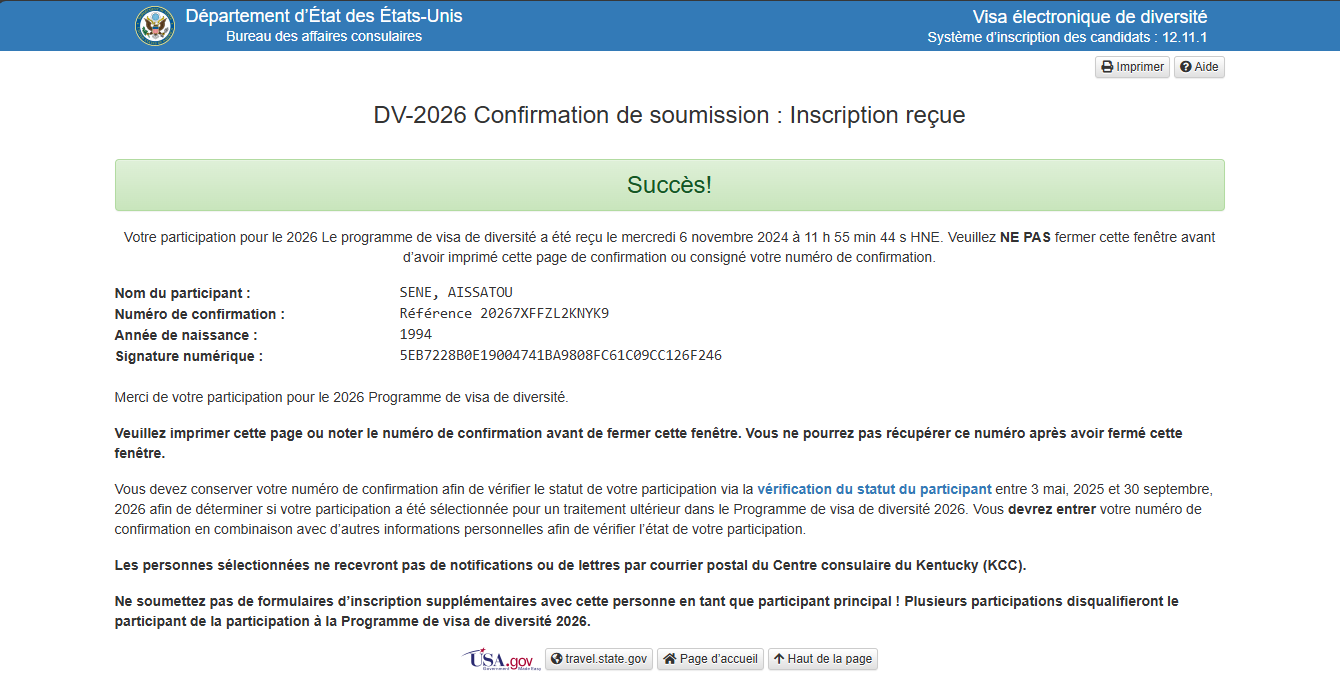 Département d'État des États-Unis
Bureau des affaires consulaires
Visa électronique de diversité
Système d'inscription des candidats : 12.11.1
Imprimer
Aide
DV-2026 Confirmation de soumission : Inscription reçue
Succès!
Votre participation pour le 2026 Le programme de visa de diversité a été reçu le mercredi 6 novembre 2024 à 11 h 55 min 44 s HNE. Veuillez NE PAS fermer cette fenêtre avant
d'avoir imprimé cette page de confirmation ou consigné votre numéro de confirmation.
Nom du participant : SENE, AISSATOU
Numéro de confirmation : Référence 20267XFFZL2KNYK9
Année de naissance : 1994
Signature numérique : 5EB7228B0E19004741BA9808FC61C09CC126F246
Merci de votre participation pour le 2026 Programme de visa de diversité.
Veuillez imprimer cette page ou noter le numéro de confirmation avant de fermer cette fenêtre. Vous ne pourrez pas récupérer ce numéro après avoir fermé cette
fenêtre.
Vous devez conserver votre numéro de confirmation afin de vérifier le statut de votre participation via la vérification du statut du participant entre 3 mai, 2025 et 30 septembre,
2026 afin de déterminer si votre participation a été sélectionnée pour un traitement ultérieur dans le Programme de visa de diversité 2026. Vous devrez entrer votre numéro de
confirmation en combinaison avec d'autres informations personnelles afin de vérifier l'état de votre participation.
Les personnes sélectionnées ne recevront pas de notifications ou de lettres par courrier postal du Centre consulaire du Kentucky (KCC).
Ne soumettez pas de formulaires d'inscription supplémentaires avec cette personne en tant que participant principal ! Plusieurs participations disqualifieront le
participant de la participation à la Programme de visa de diversité 2026.
USA.gov
Government Made Easy
travel.state.gov
Page d'accueil
Haut de la page